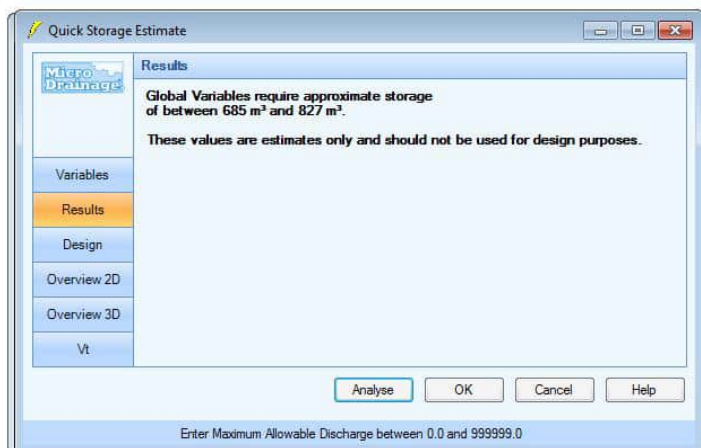 Quick Storage Estimate
Micro
Drainage
Results
Global Variables require approximate storage
of between 685 m³ and 827 m³.
These values are estimates only and should not be used for design purposes.
Variables
Results
Design
Overview 2D
Overview 3D
Vt
Analyse
OK
Cancel
Help
Enter Maximum Allowable Discharge between 0.0 and 999999.0